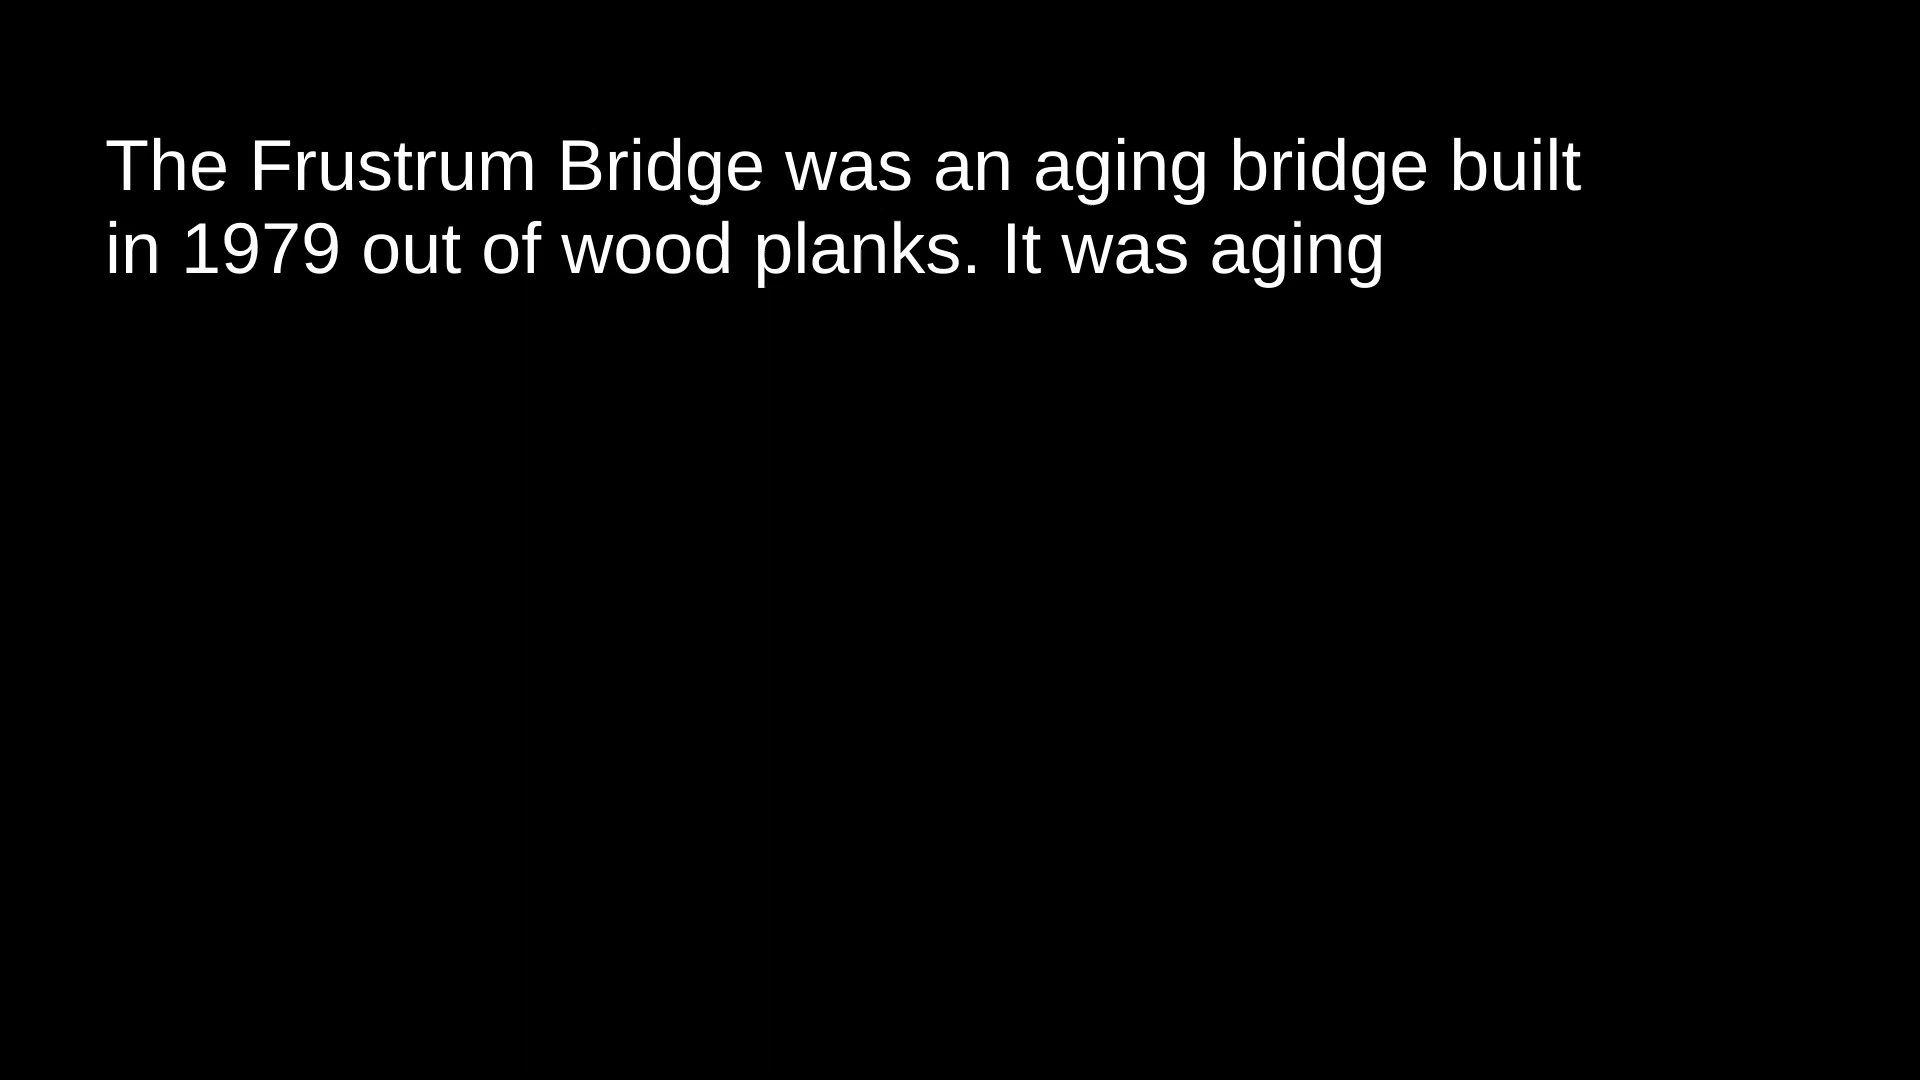 The Frustrum Bridge was an aging bridge built
in 1979 out of wood planks. It was aging